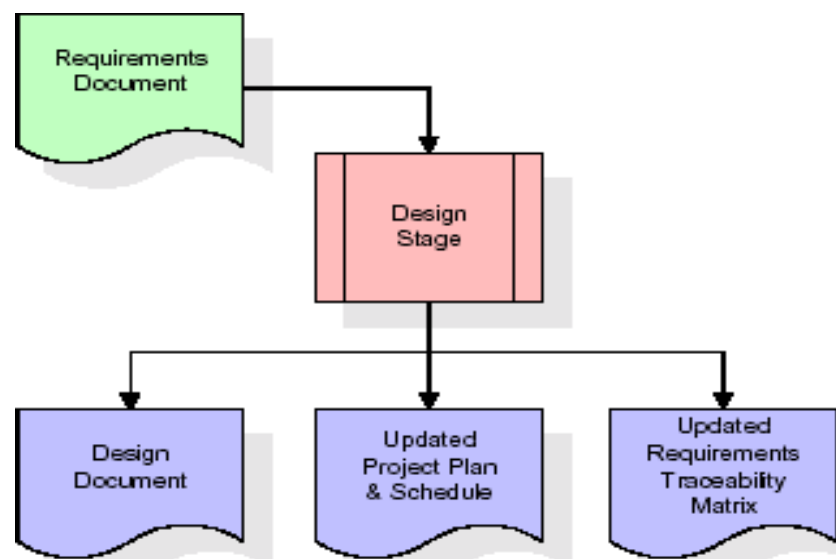 Requirements
Document
Design
Stage
Design
Document
Updated
Project Plan
& Schedule
Updated
Requirements
Traceability
Matrix